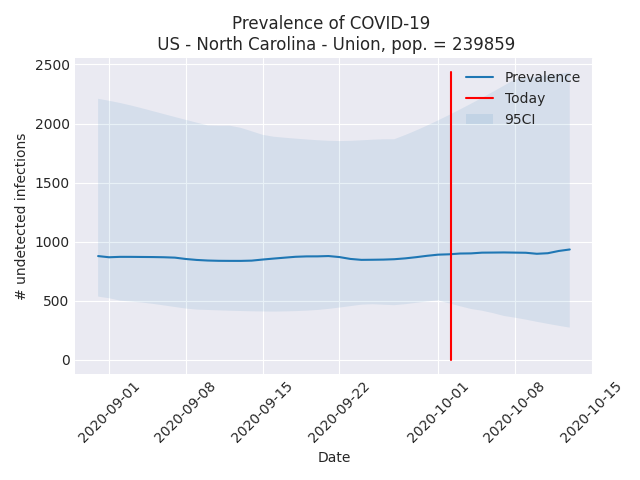 Prevalence of COVID-19
US - North Carolina - Union, pop. = 239859
2500
2000
1500
1000
500
0
# undetected infections
Prevalence
Today
95CI
2020-09-01
2020-09-08
2020-09-15
2020-09-22
2020-10-01
2020-10-08
2020-10-15
Date